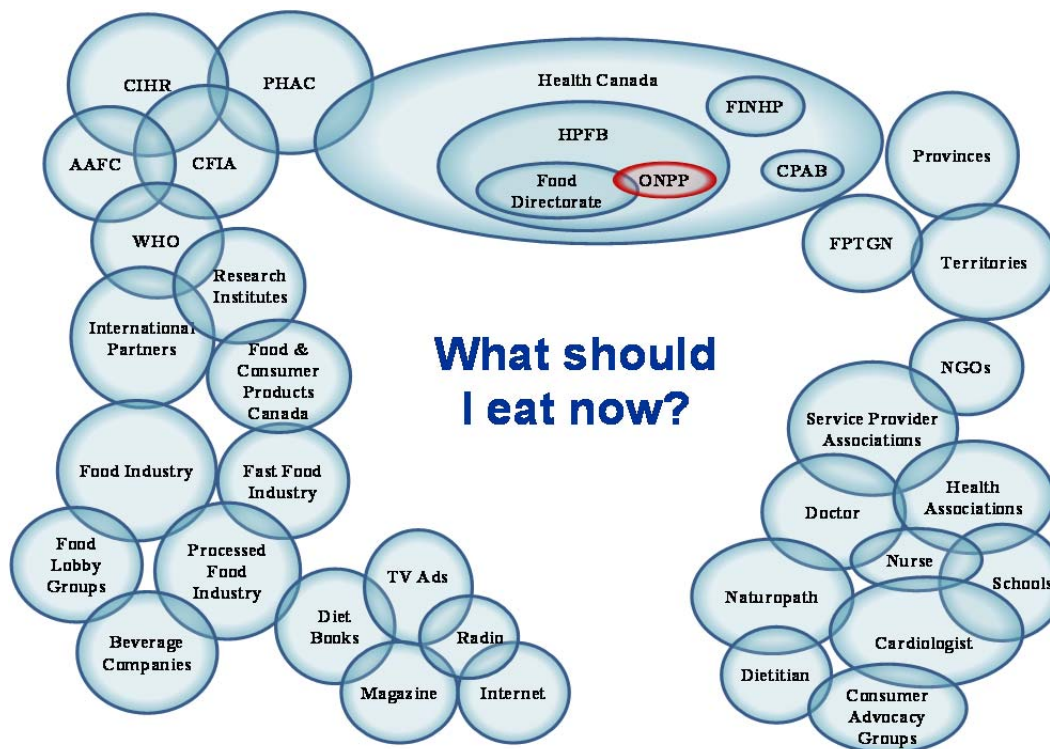 CIHR
PHAC
AAFC
CFIA
Health Canada
FINHP
HPFB
CPAB
Food
Directorate
ONPP
Provinces
FPTGN
Territories
WHO
Research
Institutes
International
Partners
Food &
Consumer
Products
Canada
What should
I eat now?
NGOs
Service Provider
Associations
Food Industry
Fast Food
Industry
Doctor
Health
Associations
Food
Lobby
Groups
Processed
Food
Industry
Nurse
Schools
Naturopath
Cardiologist
Beverage
Companies
Diet
Books
TV Ads
Radio
Magazine
Internet
Dietitian
Consumer
Advocacy
Groups